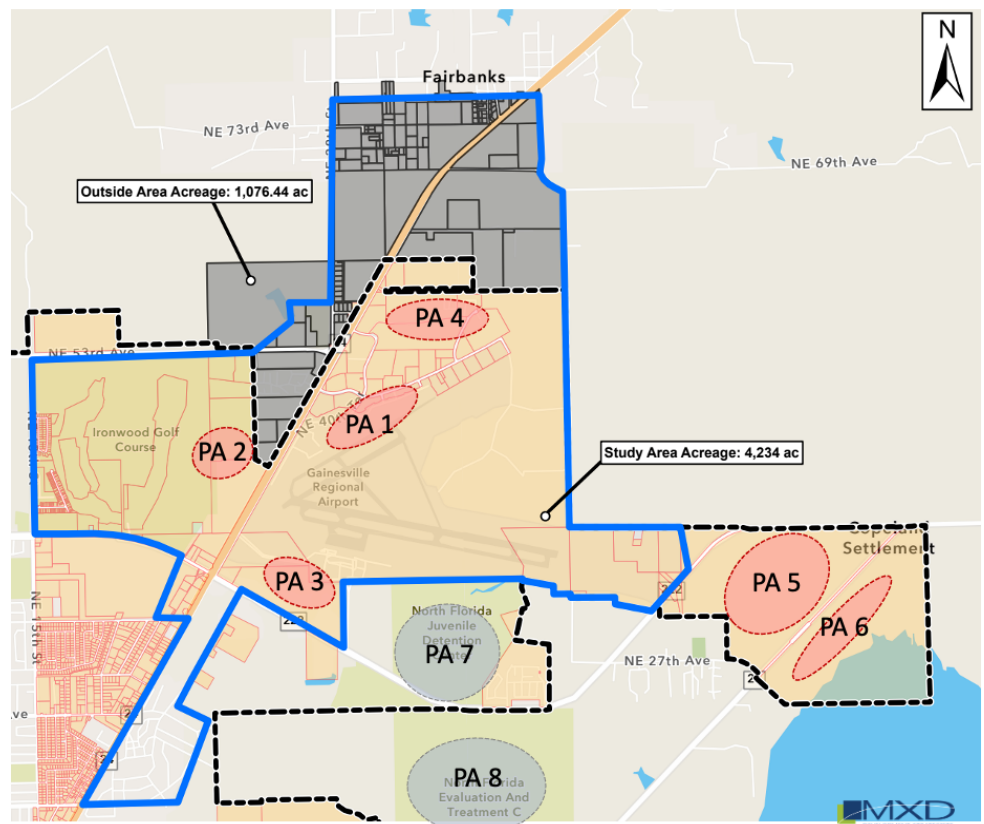 N
Fairbanks
NE 73rd Ave
NE 69th Ave
Outside Area Acreage: 1,076.44 ac
PA 4
NE 53rd Ave
PA 1
Ironwood Golf
Course
PA 2
Gainesville
Regional
Airport
Study Area Acreage: 4,234 ac
Settlement
PA 3
PA 5
NE 15th St
North Florida
Juvenile
Detention
PA 7
PA 6
NE 27th Ave
24
PA 8
North Florida
Evaluation And
Treatment C
MXD